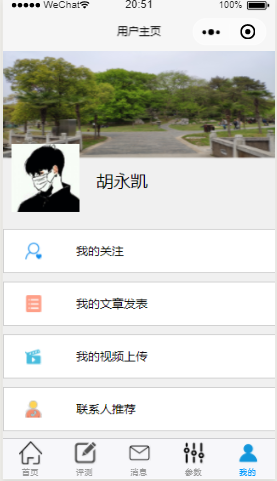 WeChat 20:51 100%
用户主页
胡永凯
我的关注
我的文章发表
我的视频上传
联系人推荐
首页 评测 消息 参数 我的